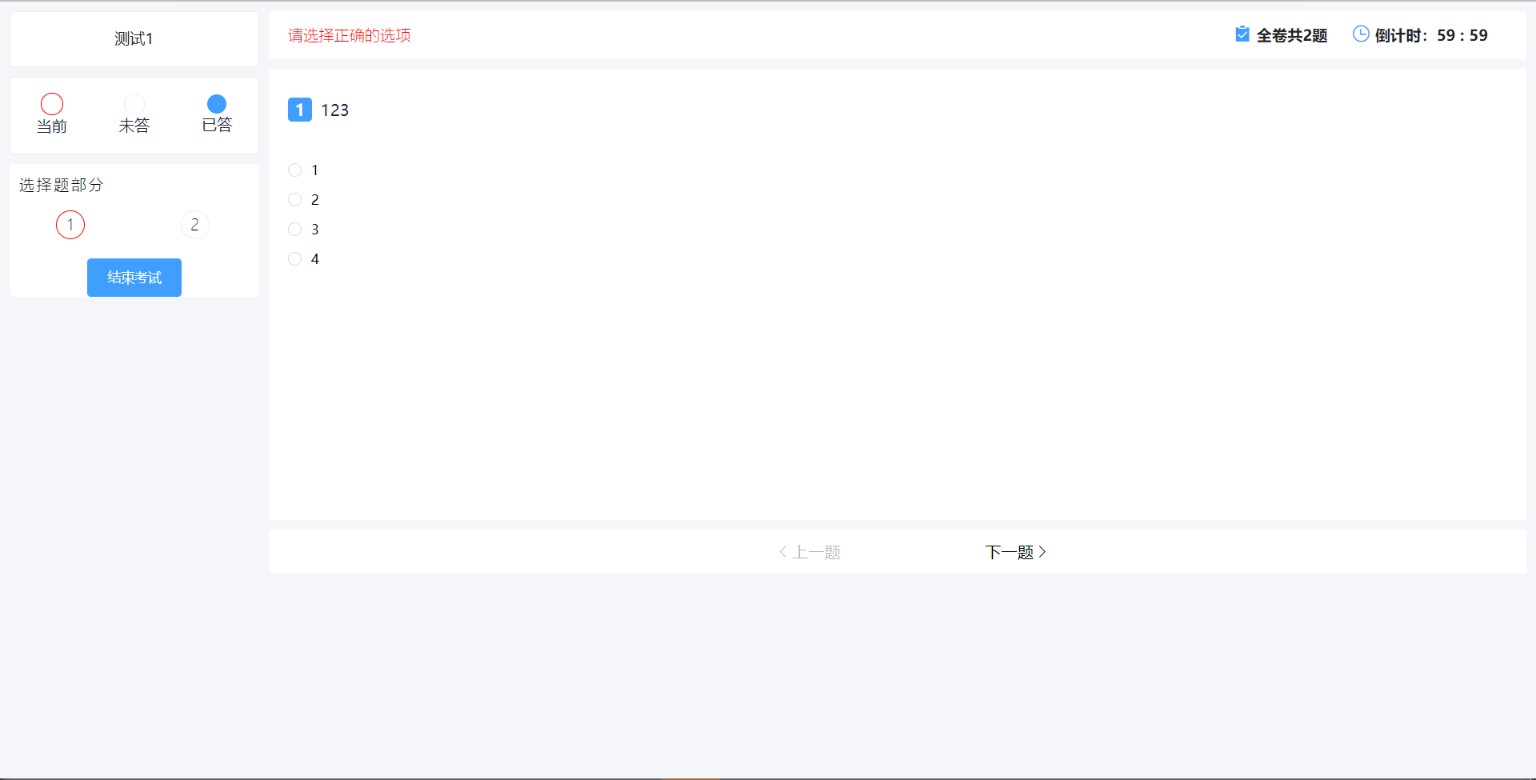 测试1
当前
未答
已答
选择题部分
1
2
结束考试
请选择正确的选项
全卷共2题
倒计时：59 : 59
1 123
1
2
3
4
上一题
下一题